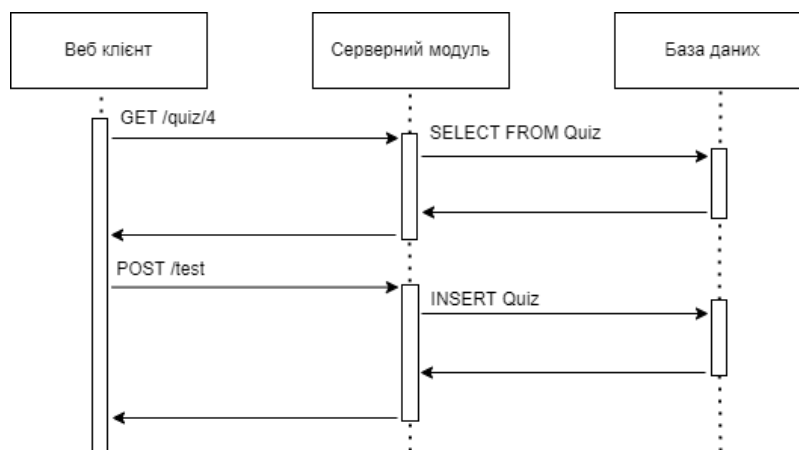 Веб клієнт
Серверний модуль
База даних
GET /quiz/4
SELECT FROM Quiz
POST /test
INSERT Quiz